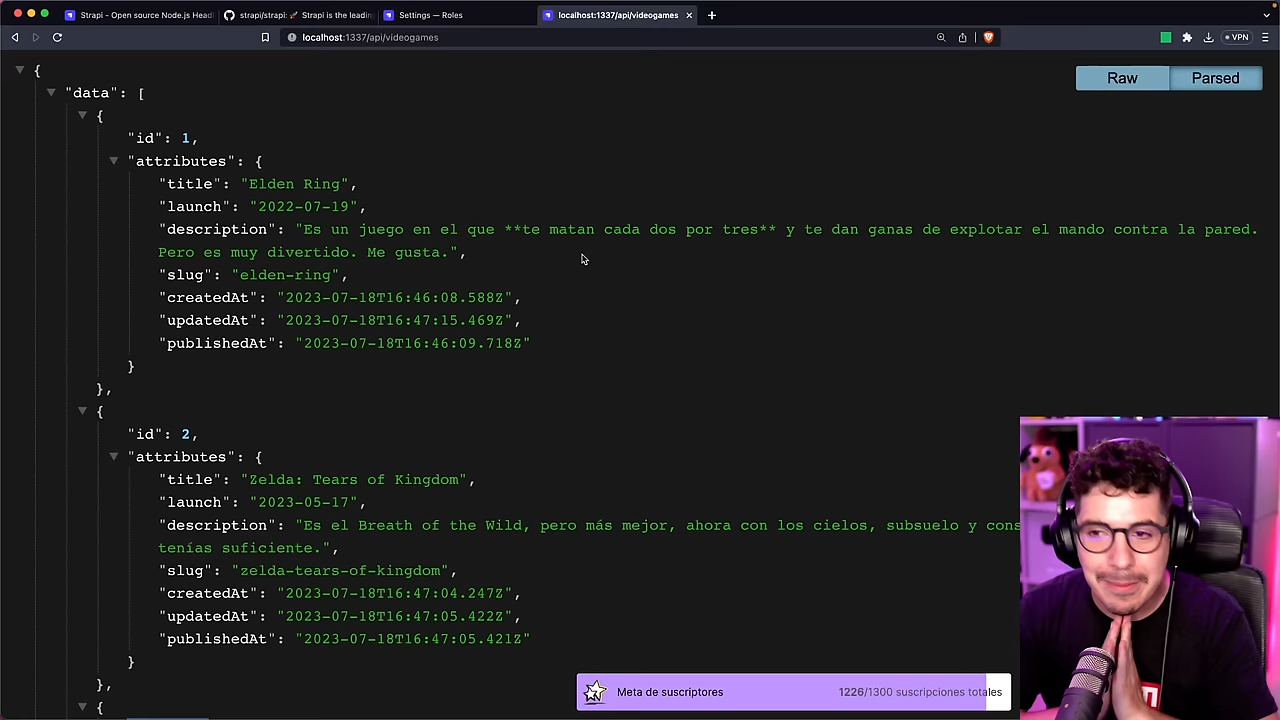 Strapi - Open source Node.js Head
strapi/strapi: 🚀 Strapi is the leadin
Settings — Roles
localhost:1337/api/videogames
localhost:1337/api/videogames
VPN
Raw
Parsed
{
"data": [
{
"id": 1,
"attributes": {
"title": "Elden Ring",
"launch": "2022-07-19",
"description": "Es un juego en el que **te matan cada dos por tres** y te dan ganas de explotar el mando contra la pared.
Pero es muy divertido. Me gusta.",
"slug": "elden-ring",
"createdAt": "2023-07-18T16:46:08.588Z",
"updatedAt": "2023-07-18T16:47:15.469Z",
"publishedAt": "2023-07-18T16:46:09.718Z"
}
},
{
"id": 2,
"attributes": {
"title": "Zelda: Tears of Kingdom",
"launch": "2023-05-17",
"description": "Es el Breath of the Wild, pero más mejor, ahora con los cielos, subsuelo y cons
tenías suficiente.",
"slug": "zelda-tears-of-kingdom",
"createdAt": "2023-07-18T16:47:04.247Z",
"updatedAt": "2023-07-18T16:47:05.422Z",
"publishedAt": "2023-07-18T16:47:05.421Z"
}
},
{
Meta de suscriptores
1226/1300 suscripciones totales